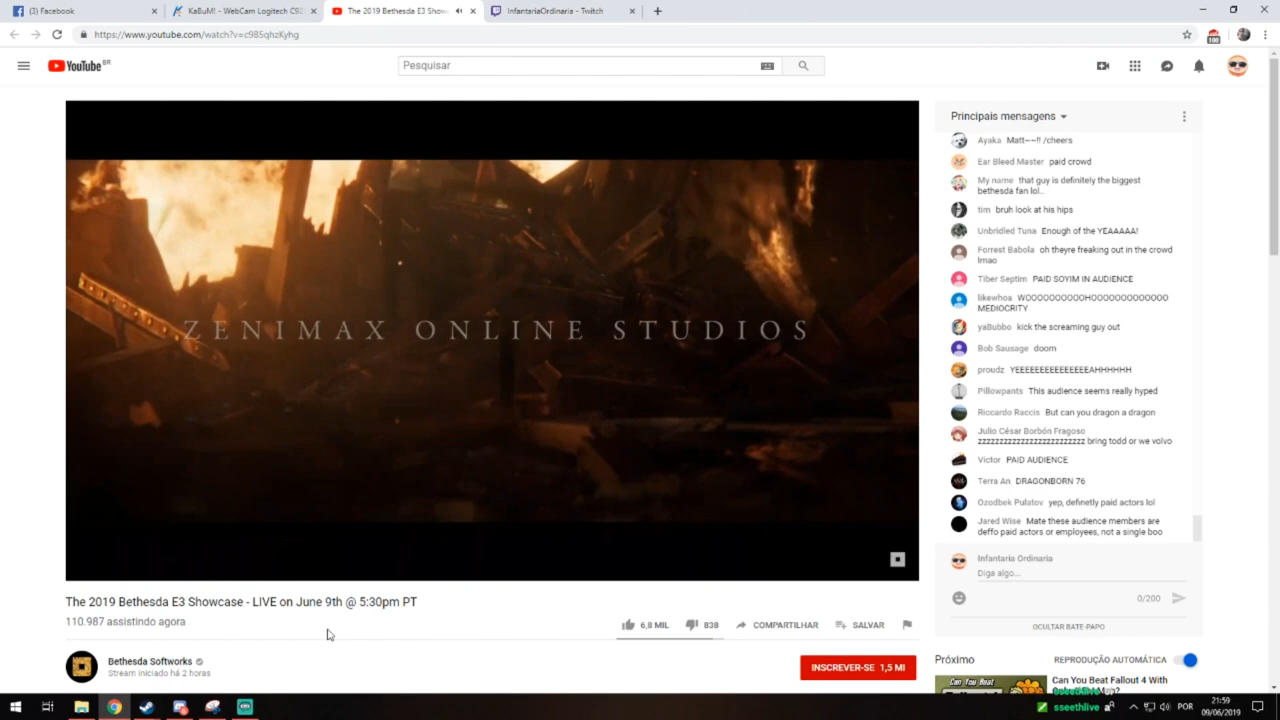 (3) Facebook
KaBuM! - WebCam Logitech C92
The 2019 Bethesda E3 Show
InfantariaOrdinaria - Twitch
https://www.youtube.com/watch?v=c9B5qhzKyhg
100
YouTube BR
Pesquisar
Principais mensagens
Ayaka Matt~~!! /cheers
Ear Bleed Master paid crowd
My name that guy is definitely the biggest
bethesda fan lol..
tim bruh look at his hips
Unbridled Tuna Enough of the YEAAAAA!
Forrest Babola oh theyre freaking out in the crowd
lmao
Tiber Septim PAID SOYIM IN AUDIENCE
likewhoa WOOOOOOOOOOHOOOOOOOOOOOOO
MEDIOCRITY
yaBubbo kick the screaming guy out
Bob Sausage doom
proudz YEEEEEEEEEEEEEEEAHHHHHH
Pillowpants This audience seems really hyped
Riccardo Raccis But can you dragon a dragon
Julio César Borbón Fragoso
zzzzzzzzzzzzzzzzzzzzzzzzz bring todd or we volvo
Victor PAID AUDIENCE
Terra An DRAGONBORN 76
Ozodbek Pulatov yep, definetly paid actors lol
Jared Wise Mate these audience members are
deffo paid actors or employees, not a single boo
Infantaria Ordinaria
Diga algo...
0/200
OCULTAR BATE-PAPO
ZENIMAX ONLINE STUDIOS
The 2019 Bethesda E3 Showcase - LIVE on June 9th @ 5:30pm PT
110.987 assistindo agora
6,8 MIL
838
COMPARTILHAR
SALVAR
Bethesda Softworks
Stream iniciado há 2 horas
INSCREVER-SE 1,5 MI
Próximo
REPRODUÇÃO AUTOMÁTICA
Can You Beat
Can You Beat Fallout 4 With
sseethlive
POR
21:59
09/06/2019